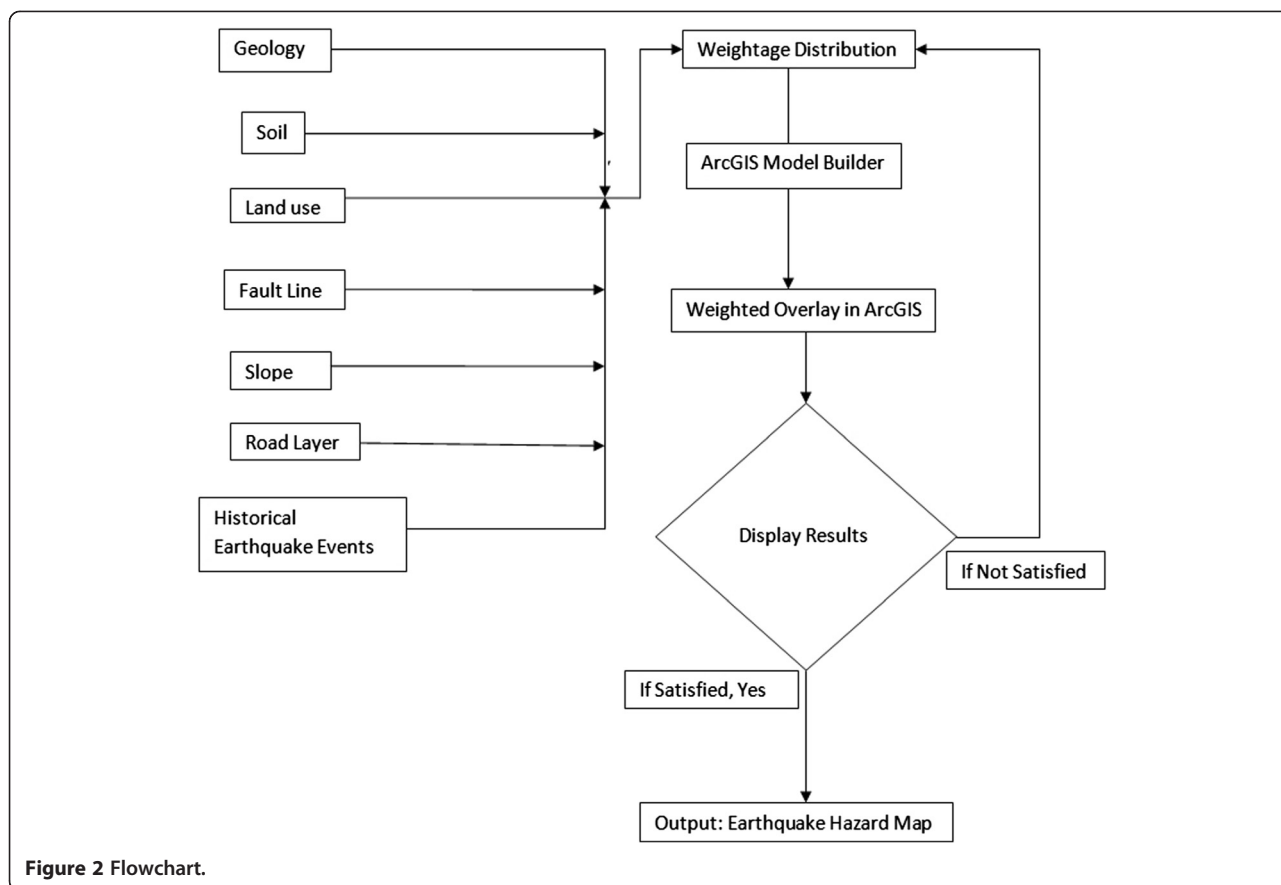 Geology
Soil
Land use
Fault Line
Slope
Road Layer
Historical
Earthquake Events
Weightage Distribution
ArcGIS Model Builder
Weighted Overlay in ArcGIS
Display Results
If Not Satisfied
If Satisfied, Yes
Output: Earthquake Hazard Map
Figure 2 Flowchart.